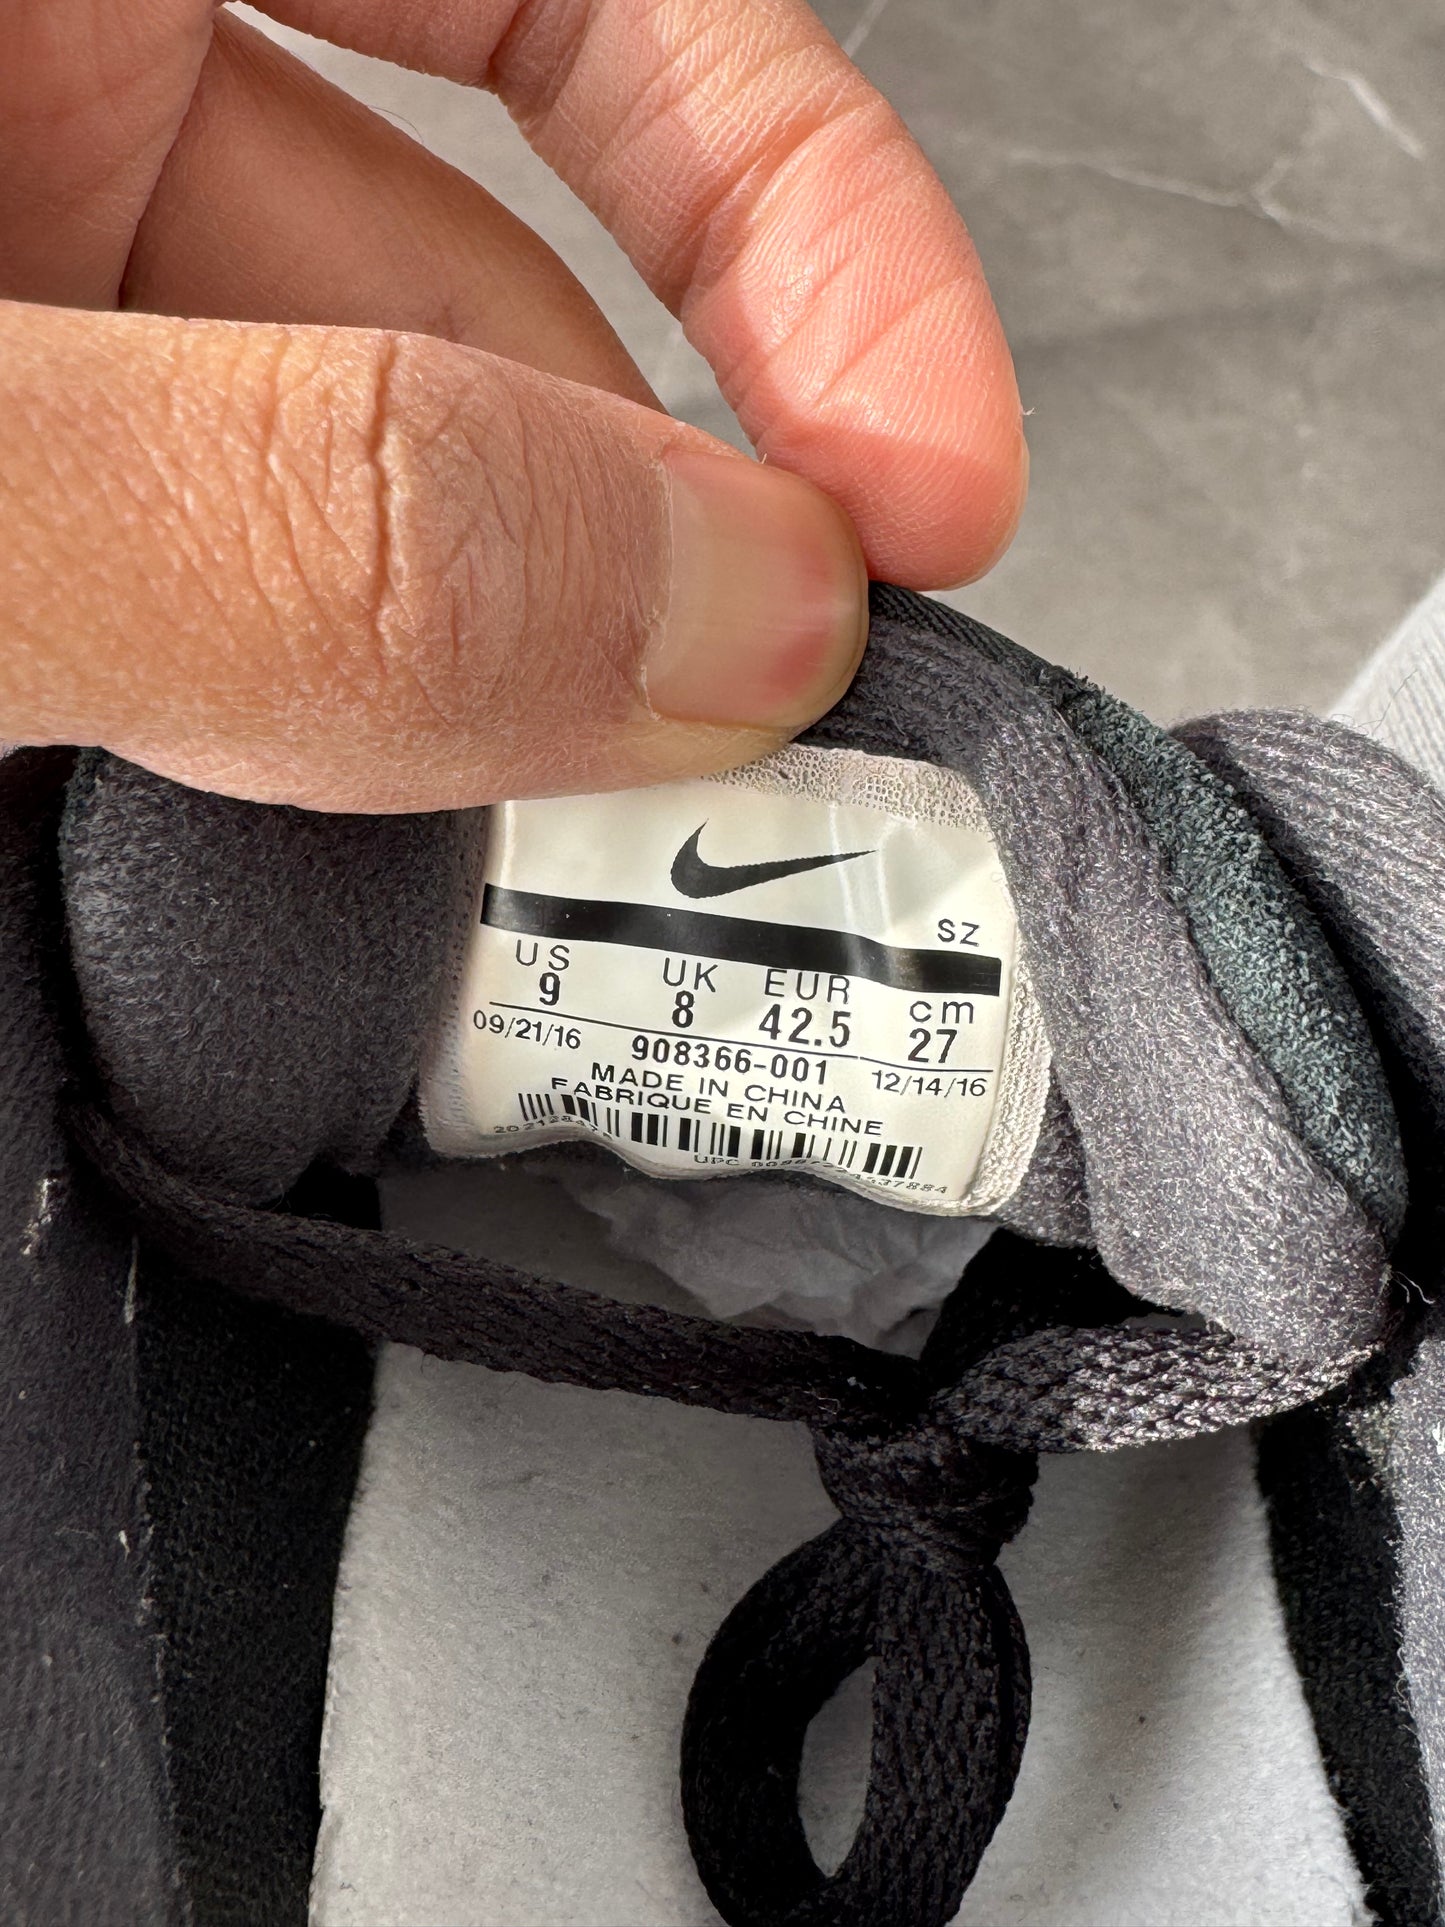 SZ
US UK EUR cm
9 8 42.5 27
09/21/16 908366-001 12/14/16
MADE IN CHINA
FABRIQUE EN CHINE
UPC